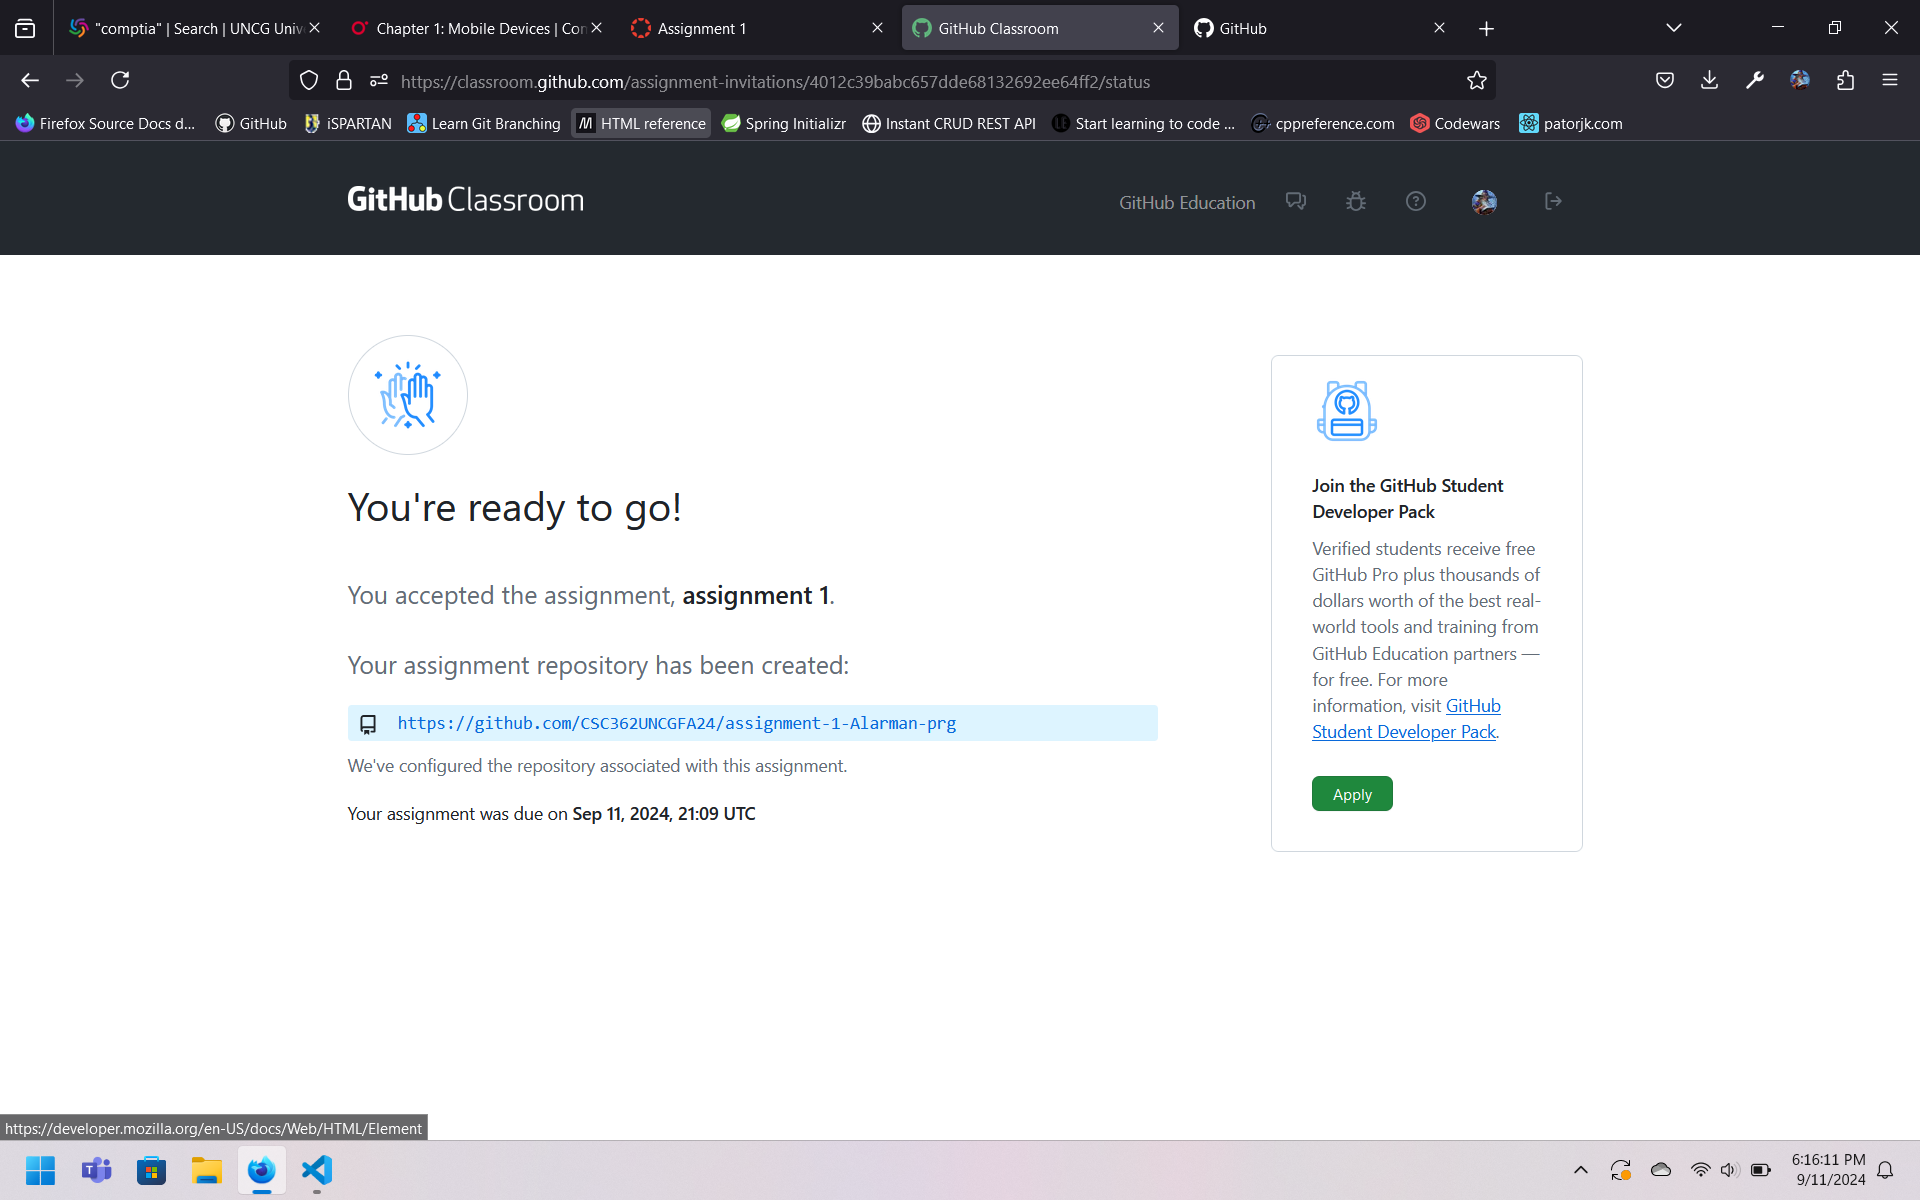 "comptia" | Search | UNCG Univ
Chapter 1: Mobile Devices | Con
Assignment 1
GitHub Classroom
GitHub
https://classroom.github.com/assignment-invitations/4012c39babc657dde68132692ee64ff2/status
Firefox Source Docs d...
GitHub
iSPARTAN
Learn Git Branching
HTML reference
Spring Initializr
Instant CRUD REST API
Start learning to code ...
cppreference.com
Codewars
patorjk.com
GitHub Classroom
GitHub Education
You're ready to go!
You accepted the assignment, assignment 1.
Your assignment repository has been created:
https://github.com/CSC362UNCGFA24/assignment-1-Alarman-prg
We've configured the repository associated with this assignment.
Your assignment was due on Sep 11, 2024, 21:09 UTC
Join the GitHub Student
Developer Pack
Verified students receive free
GitHub Pro plus thousands of
dollars worth of the best real-
world tools and training from
GitHub Education partners —
for free. For more
information, visit GitHub
Student Developer Pack.
Apply
https://developer.mozilla.org/en-US/docs/Web/HTML/Element
6:16:11 PM
9/11/2024